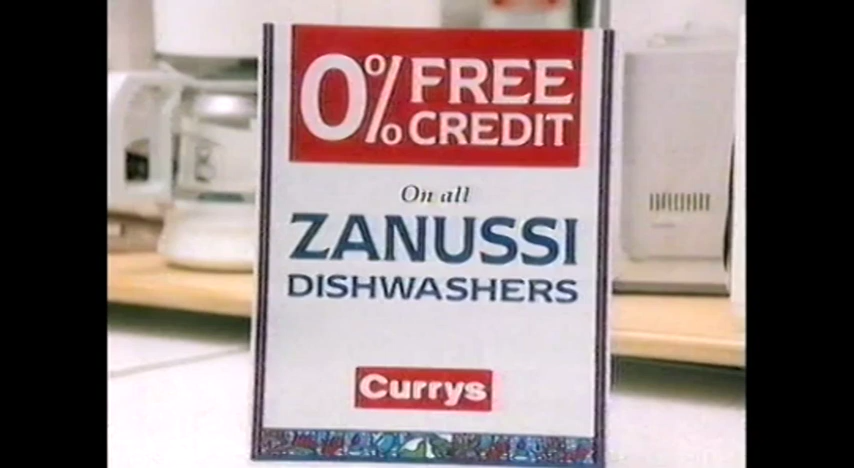 0% FREE
CREDIT
On all
ZANUSSI
DISHWASHERS
Currys